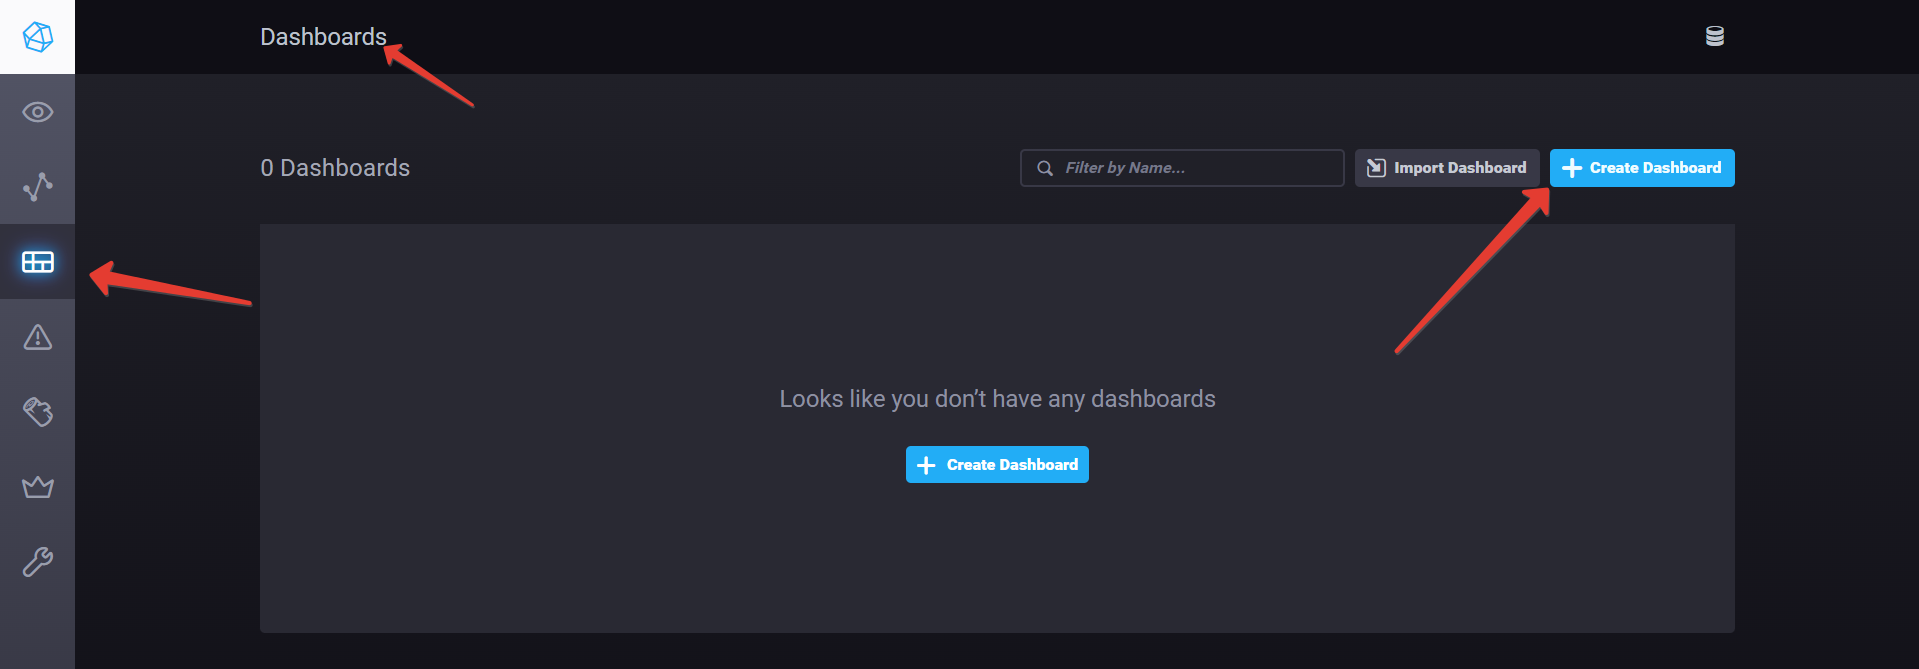 Dashboards
0 Dashboards
Filter by Name...
Import Dashboard
Create Dashboard
Looks like you don’t have any dashboards
Create Dashboard